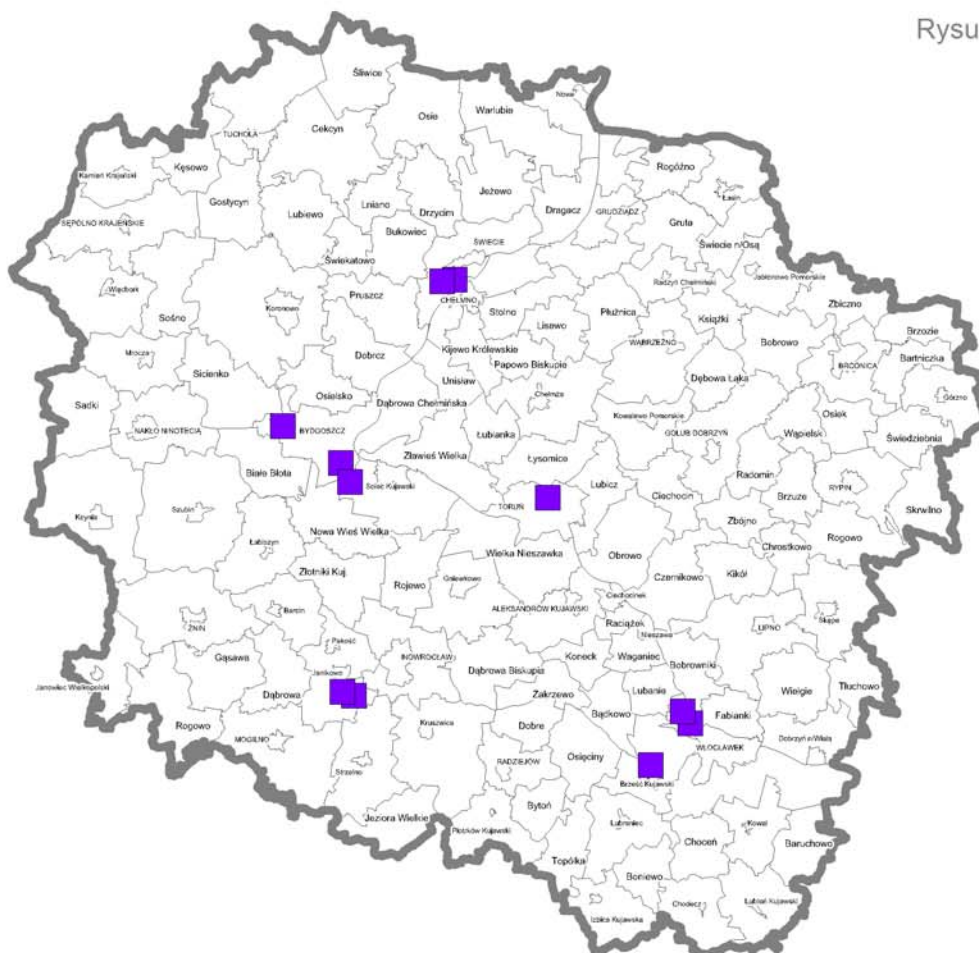 Rysu
Śliwice
Nowe
Osie
Warlubie
Cekcyn
TUCHOLA
Rogóźno
Kęsowo
Kamień Krajeński
Jeżewo
Łasin
Lniano
Drzycim
Dragacz
GRUDZIĄDZ
Gostycyn
Lubiewo
Gruta
SĘPÓLNO KRAJEŃSKIE
Bukowiec
ŚWIECIE
Świecie n/Osą
Świekatowo
Radzyń Chełmiński
Jabłonowo Pomorskie
Więcbork
Pruszcz
CHEŁMNO
Zbiczno
Sośno
Koronowo
Stolno
Płużnica
Książki
Lisewo
Brzozie
WĄBRZEŹNO
Bobrowo
Mrocza
Dobrcz
Kijewo Królewskie
Bartniczka
BRODNICA
Sicienko
Papowo Biskupie
Unisław
Dębowa Łąka
Osielsko
Chełmża
Górzno
Sadki
Dąbrowa Chełmińska
Kowalewo Pomorskie
Osiek
NAKŁO N/NOTECIĄ
BYDGOSZCZ
Łubianka
Wąpielsk
GOLUB DOBRZYŃ
Świedziebnia
Zławieś Wielka
Łysomice
Białe Błota
Lubicz
Radomin
Solec Kujawski
Ciechocin
Brzuze
RYPIN
Szubin
TORUŃ
Skrwilno
Kcynia
Zbójno
Nowa Wieś Wielka
Rogowo
Łabiszyn
Chrostkowo
Wielka Nieszawka
Obrowo
Złotniki Kuj.
Czernikowo
Kikół
Rojewo
Gniewkowo
Ciechocinek
Barcin
ALEKSANDRÓW KUJAWSKI
Skępe
ŻNIN
Raciążek
LIPNO
Nieszawa
Pakość
Gąsawa
INOWROCŁAW
Koneck
Waganiec
Bobrowniki
Janikowo
Dąbrowa Biskupia
Janowiec Wielkopolski
Dąbrowa
Zakrzewo
Lubanie
Wielgie
Tłuchowo
Bądkowo
Fabianki
Rogowo
Kruszwica
Dobre
MOGILNO
Dobrzyń n/Wisłą
WŁOCŁAWEK
Osięciny
Strzelno
RADZIEJÓW
Brześć Kujawski
Bytoń
Jeziora Wielkie
Piotrków Kujawski
Lubraniec
Kowal
Choceń
Baruchowo
Topólka
Boniewo
Chodecz
Lubień Kujawski
Izbica Kujawska